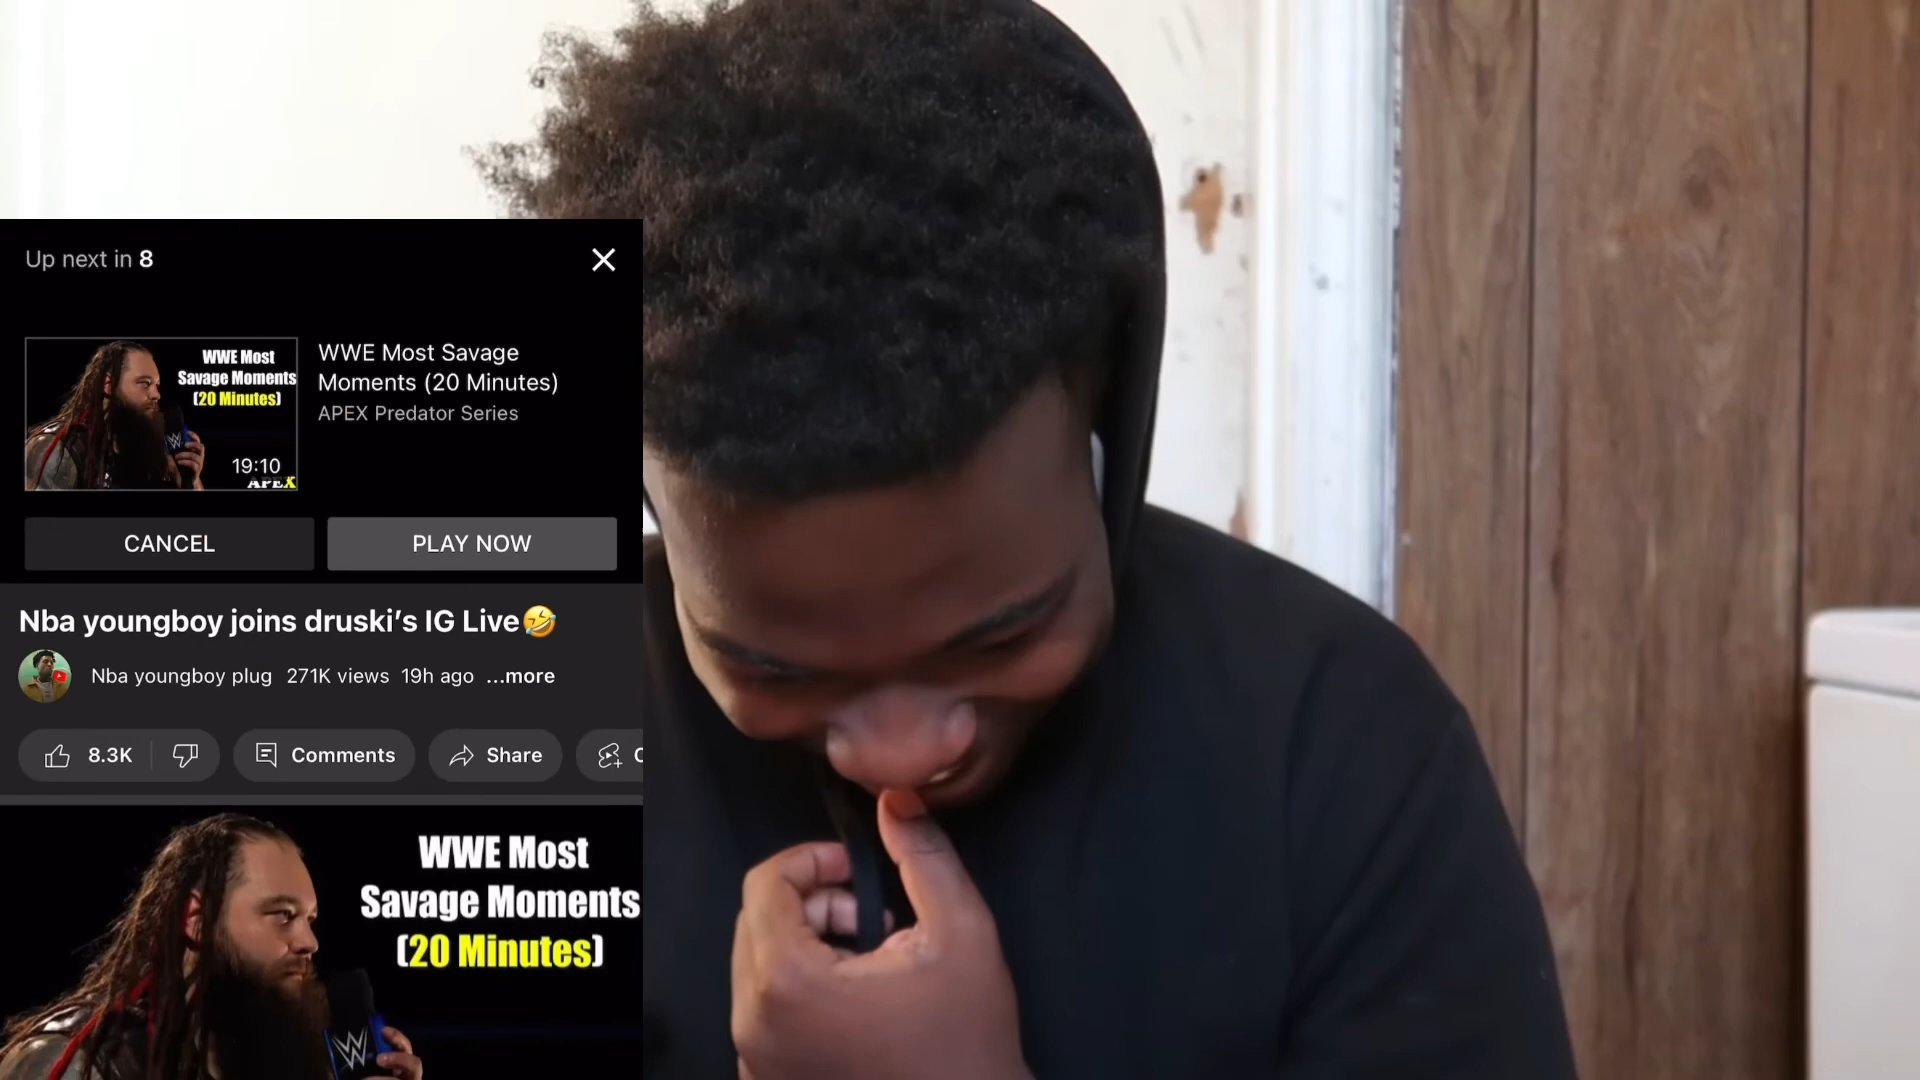 Up next in 8
WWE Most
Savage Moments
(20 Minutes)
19:10
APEX
WWE Most Savage
Moments (20 Minutes)
APEX Predator Series
CANCEL
PLAY NOW
Nba youngboy joins druski’s IG Live🤣
Nba youngboy plug 271K views 19h ago ...more
8.3K
Comments
Share
WWE Most
Savage Moments
(20 Minutes)
W